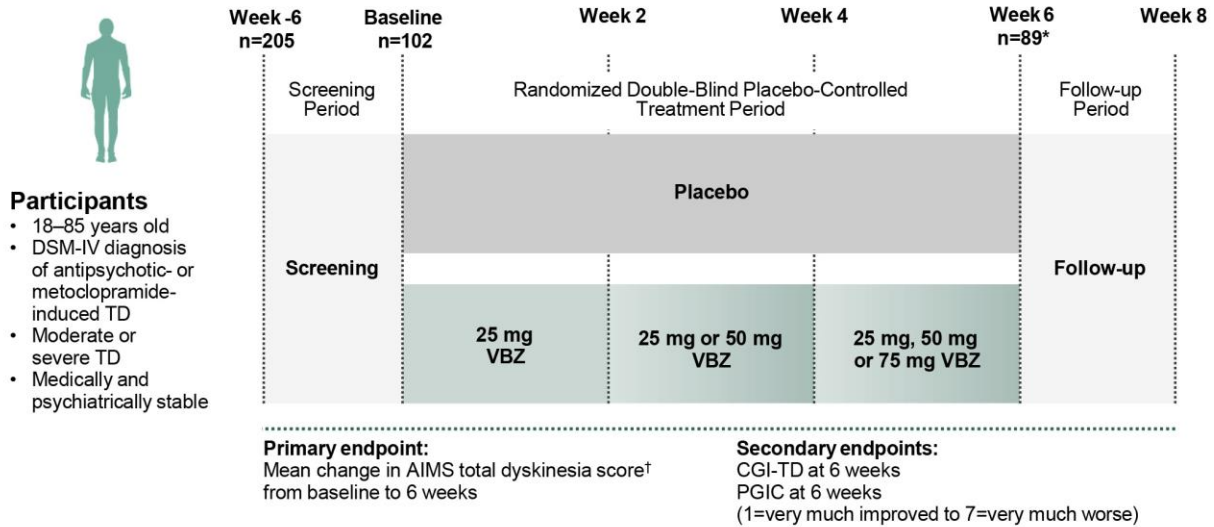 Week -6
n=205
Baseline
n=102
Week 2
Week 4
Week 6
n=89*
Week 8
Screening
Period
Randomized Double-Blind Placebo-Controlled
Treatment Period
Follow-up
Period
Participants
• 18–85 years old
• DSM-IV diagnosis
of antipsychotic- or
metoclopramide-
induced TD
• Moderate or
severe TD
• Medically and
psychiatrically stable
Screening
Placebo
25 mg
VBZ
25 mg or 50 mg
VBZ
25 mg, 50 mg
or 75 mg VBZ
Follow-up
Primary endpoint:
Mean change in AIMS total dyskinesia score†
from baseline to 6 weeks
Secondary endpoints:
CGI-TD at 6 weeks
PGIC at 6 weeks
(1=very much improved to 7=very much worse)